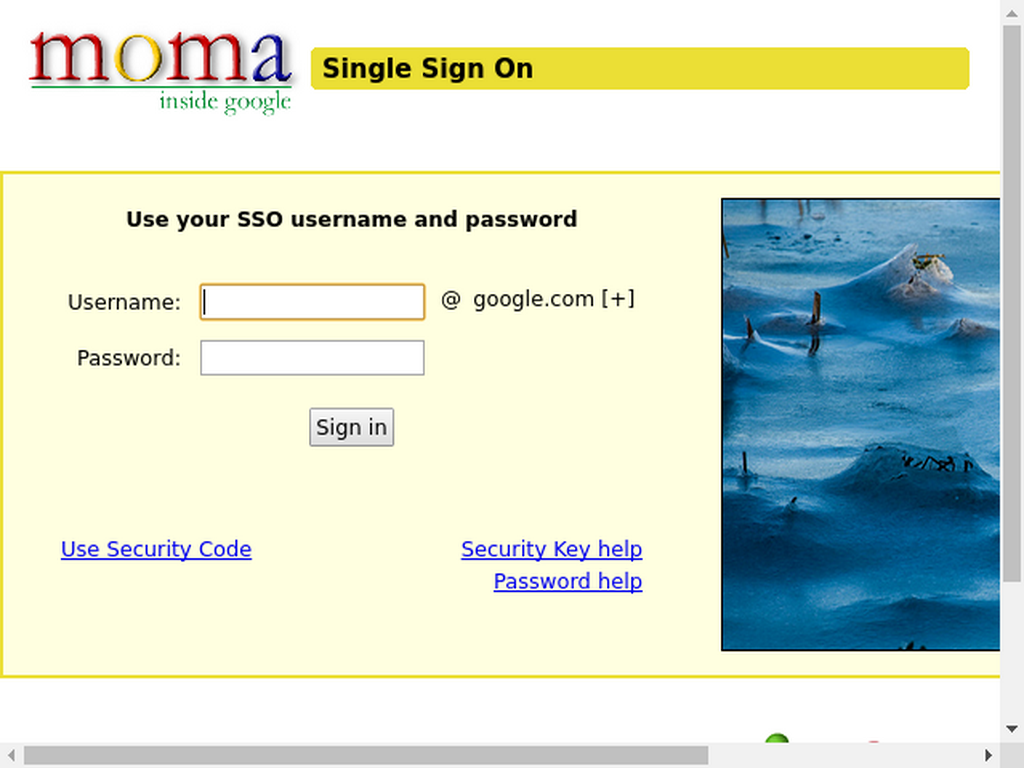 moma
inside google
Single Sign On
Use your SSO username and password
Username:
@ google.com [+]
Password:
Sign in
Use Security Code
Security Key help
Password help